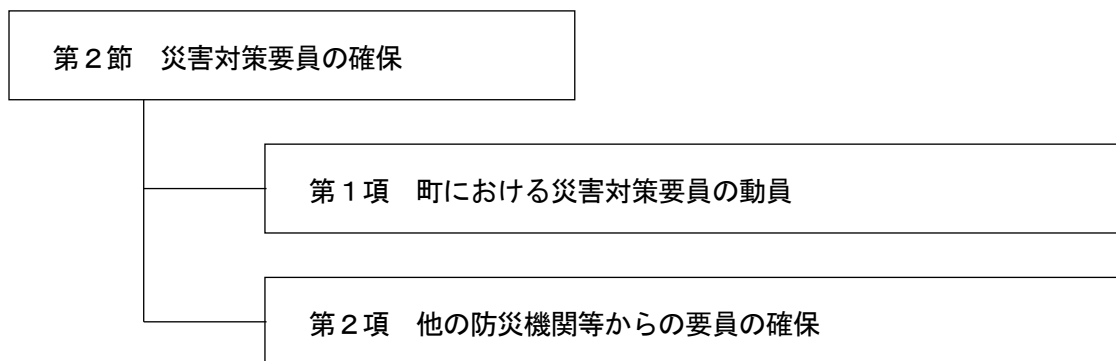 第２節　災害対策要員の確保
第１項　町における災害対策要員の動員
第２項　他の防災機関等からの要員の確保